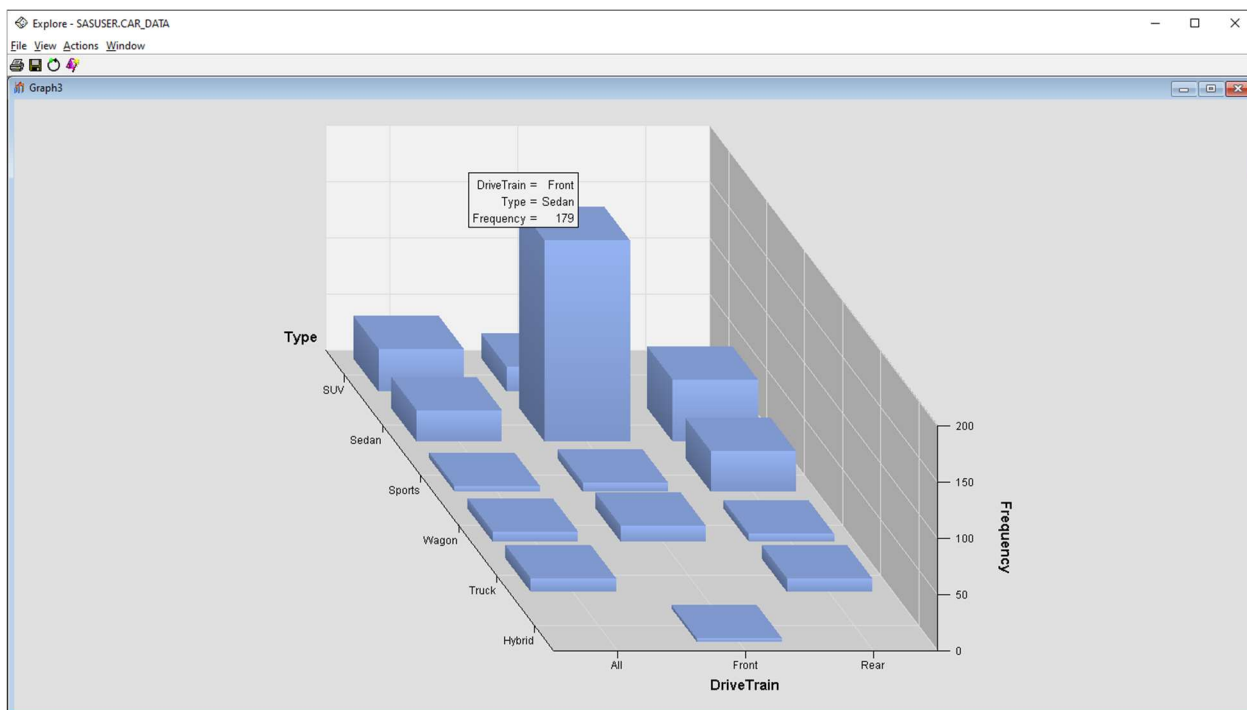 Explore - SASUSER.CAR_DATA
File View Actions Window
Graph3
DriveTrain = Front
Type = Sedan
Frequency = 179
Type
SUV
Sedan
Sports
Wagon
Truck
Hybrid
200
150
100
50
0
Frequency
All Front Rear
DriveTrain